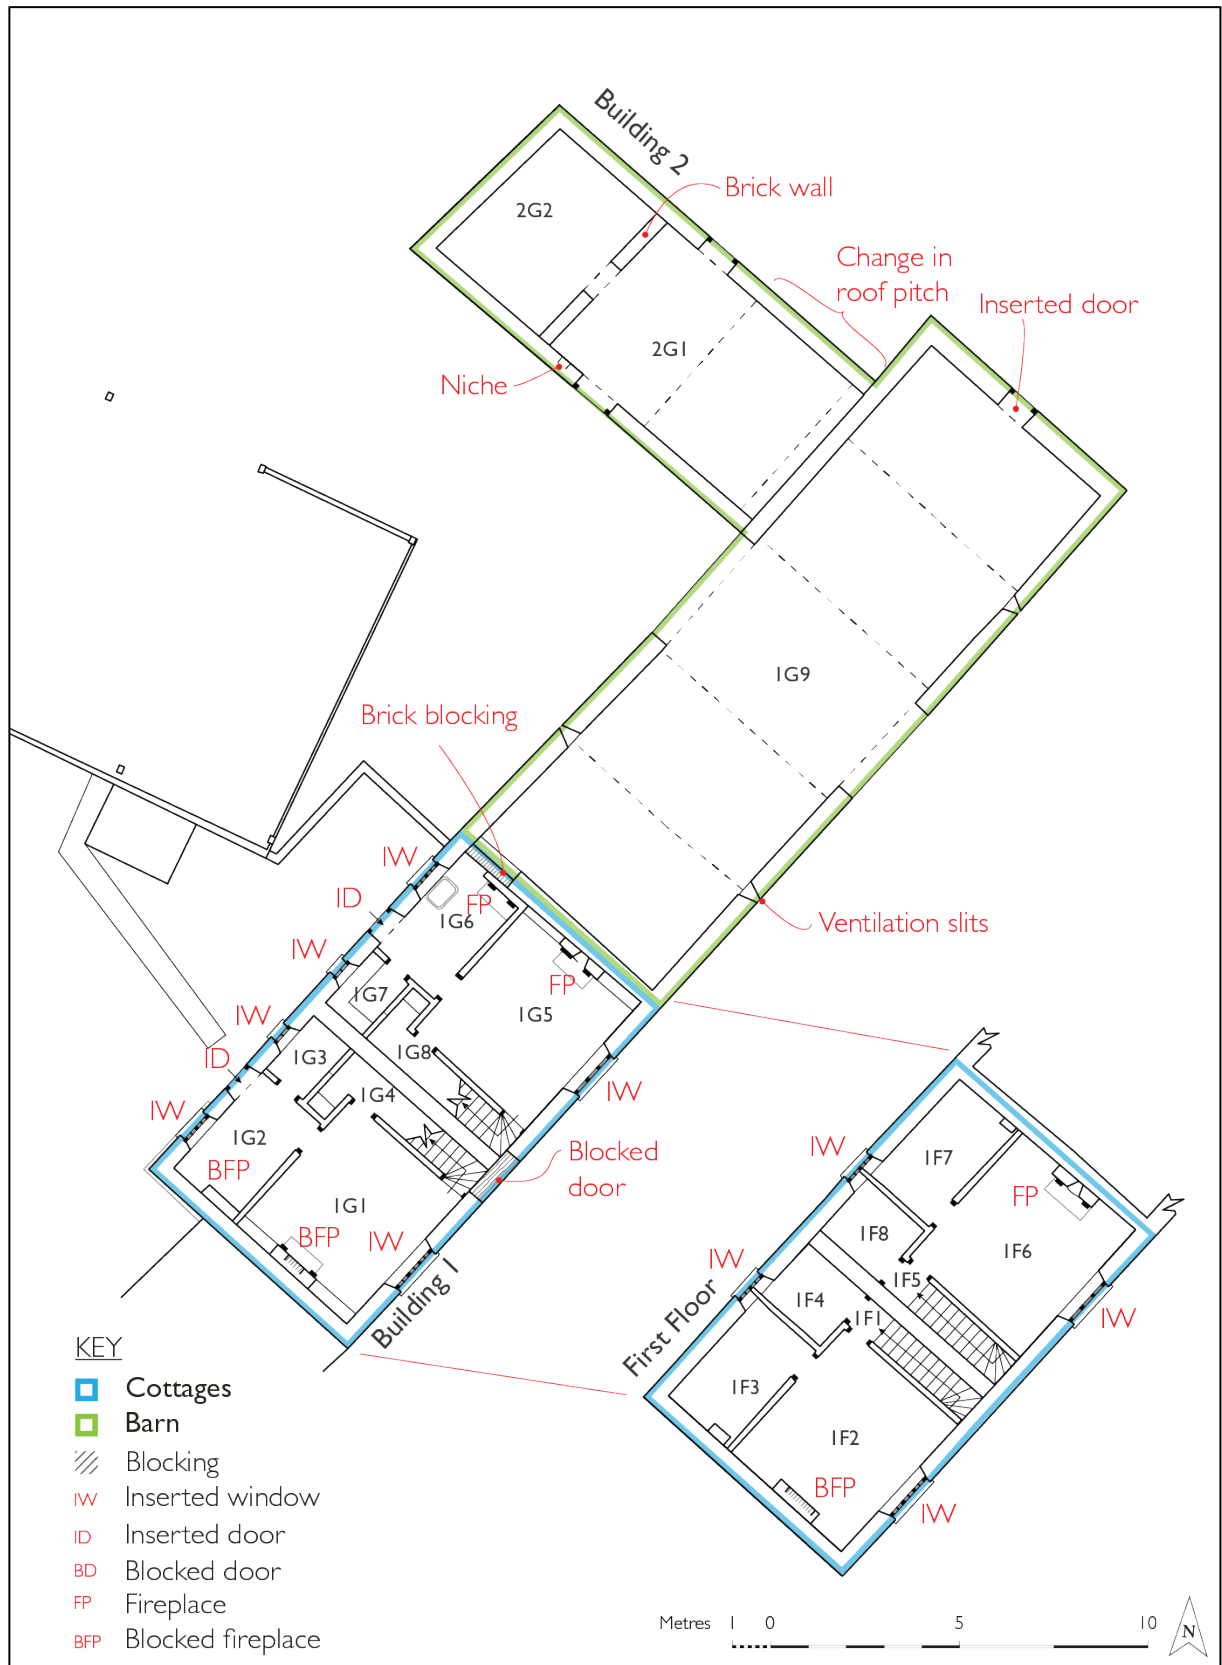 Building 2
Brick wall
2G2
Change in
roof pitch
Inserted door
2G1
Niche
1G9
Brick blocking
IW
ID
FP
1G6
Ventilation slits
IW
FP
1G7
1G5
IW
1G8
ID
1G3
1G4
IW
IW
1G2
BFP
Blocked
door
1G1
BFP
IW
Building 1
IW
1F7
FP
1F8
1F6
IW
1F5
1F4
1F1
IW
First Floor
1F3
1F2
BFP
IW
KEY
Cottages
Barn
Blocking
IW Inserted window
ID Inserted door
BD Blocked door
FP Fireplace
BFP Blocked fireplace
Metres 1 0 5 10
N